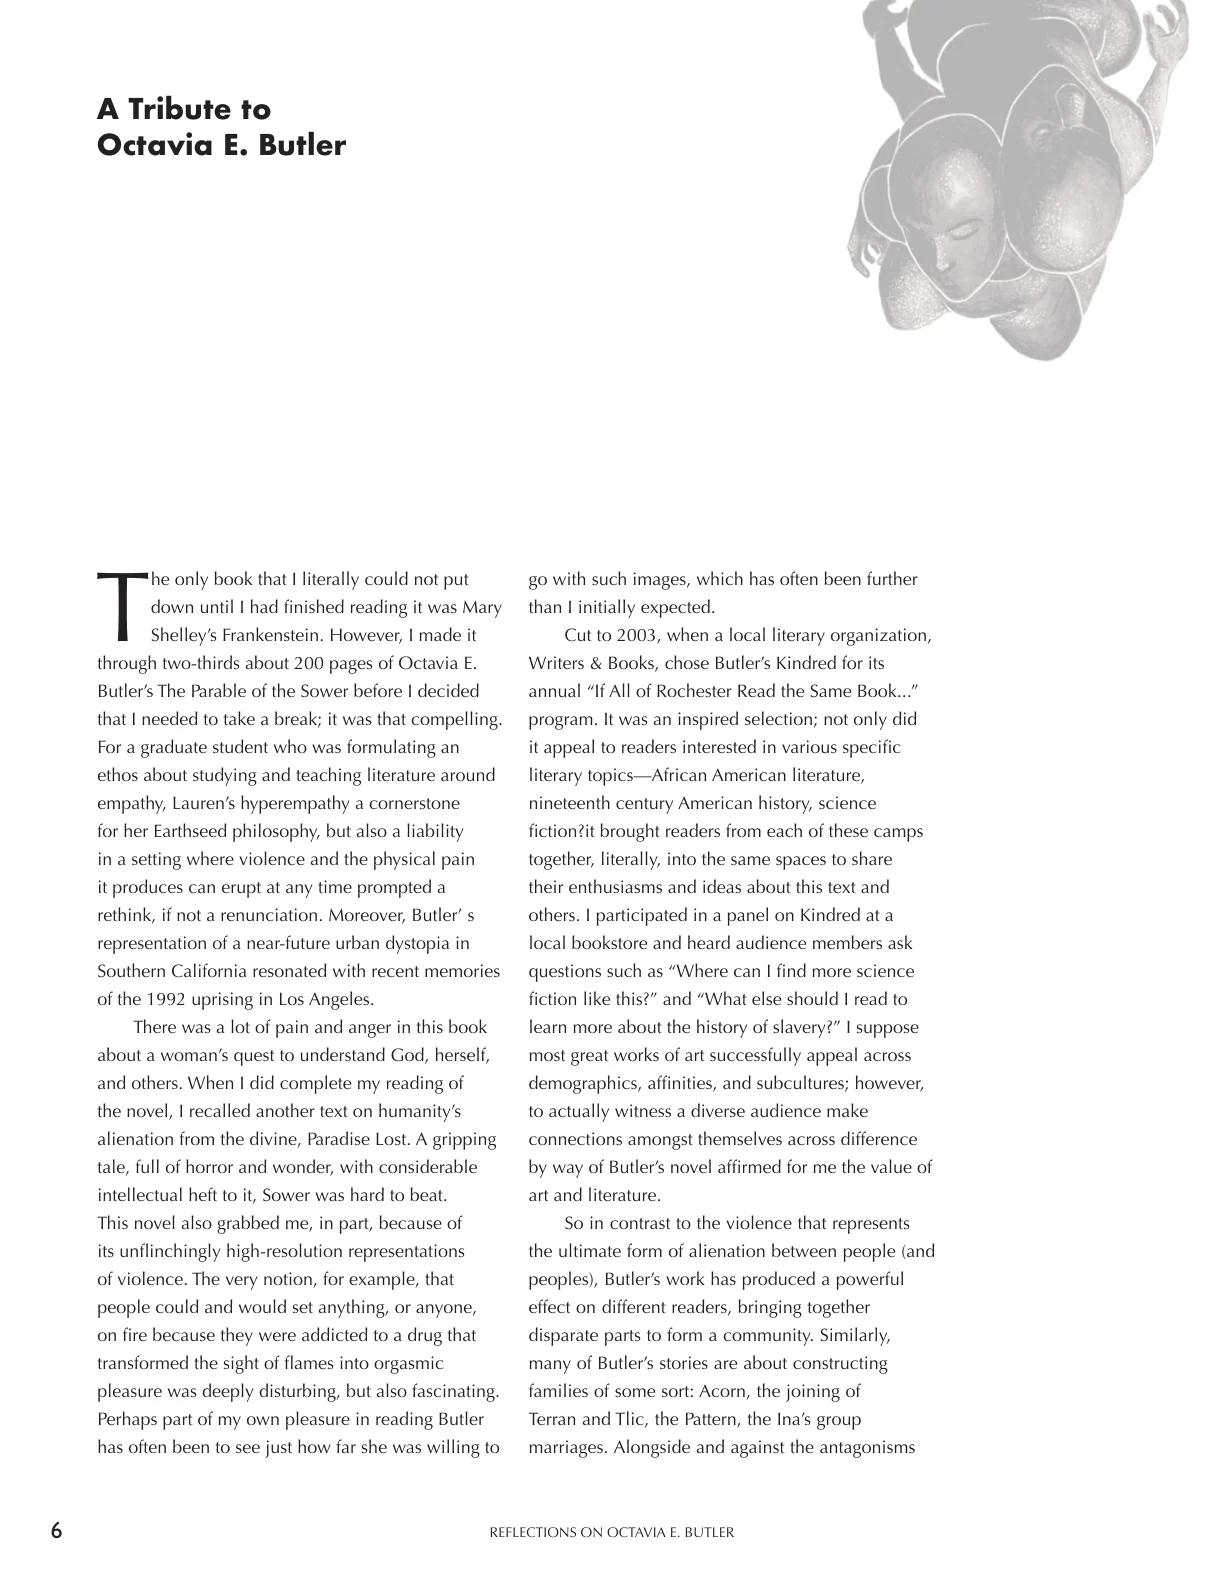 A Tribute to
Octavia E. Butler
The only book that I literally could not put
down until I had finished reading it was Mary
Shelley’s Frankenstein. However, I made it
through two-thirds about 200 pages of Octavia E.
Butler’s The Parable of the Sower before I decided
that I needed to take a break; it was that compelling.
For a graduate student who was formulating an
ethos about studying and teaching literature around
empathy, Lauren’s hyperempathy a cornerstone
for her Earthseed philosophy, but also a liability
in a setting where violence and the physical pain
it produces can erupt at any time prompted a
rethink, if not a renunciation. Moreover, Butler’ s
representation of a near-future urban dystopia in
Southern California resonated with recent memories
of the 1992 uprising in Los Angeles.
There was a lot of pain and anger in this book
about a woman’s quest to understand God, herself,
and others. When I did complete my reading of
the novel, I recalled another text on humanity’s
alienation from the divine, Paradise Lost. A gripping
tale, full of horror and wonder, with considerable
intellectual heft to it, Sower was hard to beat.
This novel also grabbed me, in part, because of
its unflinchingly high-resolution representations
of violence. The very notion, for example, that
people could and would set anything, or anyone,
on fire because they were addicted to a drug that
transformed the sight of flames into orgasmic
pleasure was deeply disturbing, but also fascinating.
Perhaps part of my own pleasure in reading Butler
has often been to see just how far she was willing to
go with such images, which has often been further
than I initially expected.
Cut to 2003, when a local literary organization,
Writers & Books, chose Butler’s Kindred for its
annual “If All of Rochester Read the Same Book...”
program. It was an inspired selection; not only did
it appeal to readers interested in various specific
literary topics—African American literature,
nineteenth century American history, science
fiction?it brought readers from each of these camps
together, literally, into the same spaces to share
their enthusiasms and ideas about this text and
others. I participated in a panel on Kindred at a
local bookstore and heard audience members ask
questions such as “Where can I find more science
fiction like this?” and “What else should I read to
learn more about the history of slavery?” I suppose
most great works of art successfully appeal across
demographics, affinities, and subcultures; however,
to actually witness a diverse audience make
connections amongst themselves across difference
by way of Butler’s novel affirmed for me the value of
art and literature.
So in contrast to the violence that represents
the ultimate form of alienation between people (and
peoples), Butler’s work has produced a powerful
effect on different readers, bringing together
disparate parts to form a community. Similarly,
many of Butler’s stories are about constructing
families of some sort: Acorn, the joining of
Terran and Tlic, the Pattern, the Ina’s group
marriages. Alongside and against the antagonisms
6
REFLECTIONS ON OCTAVIA E. BUTLER